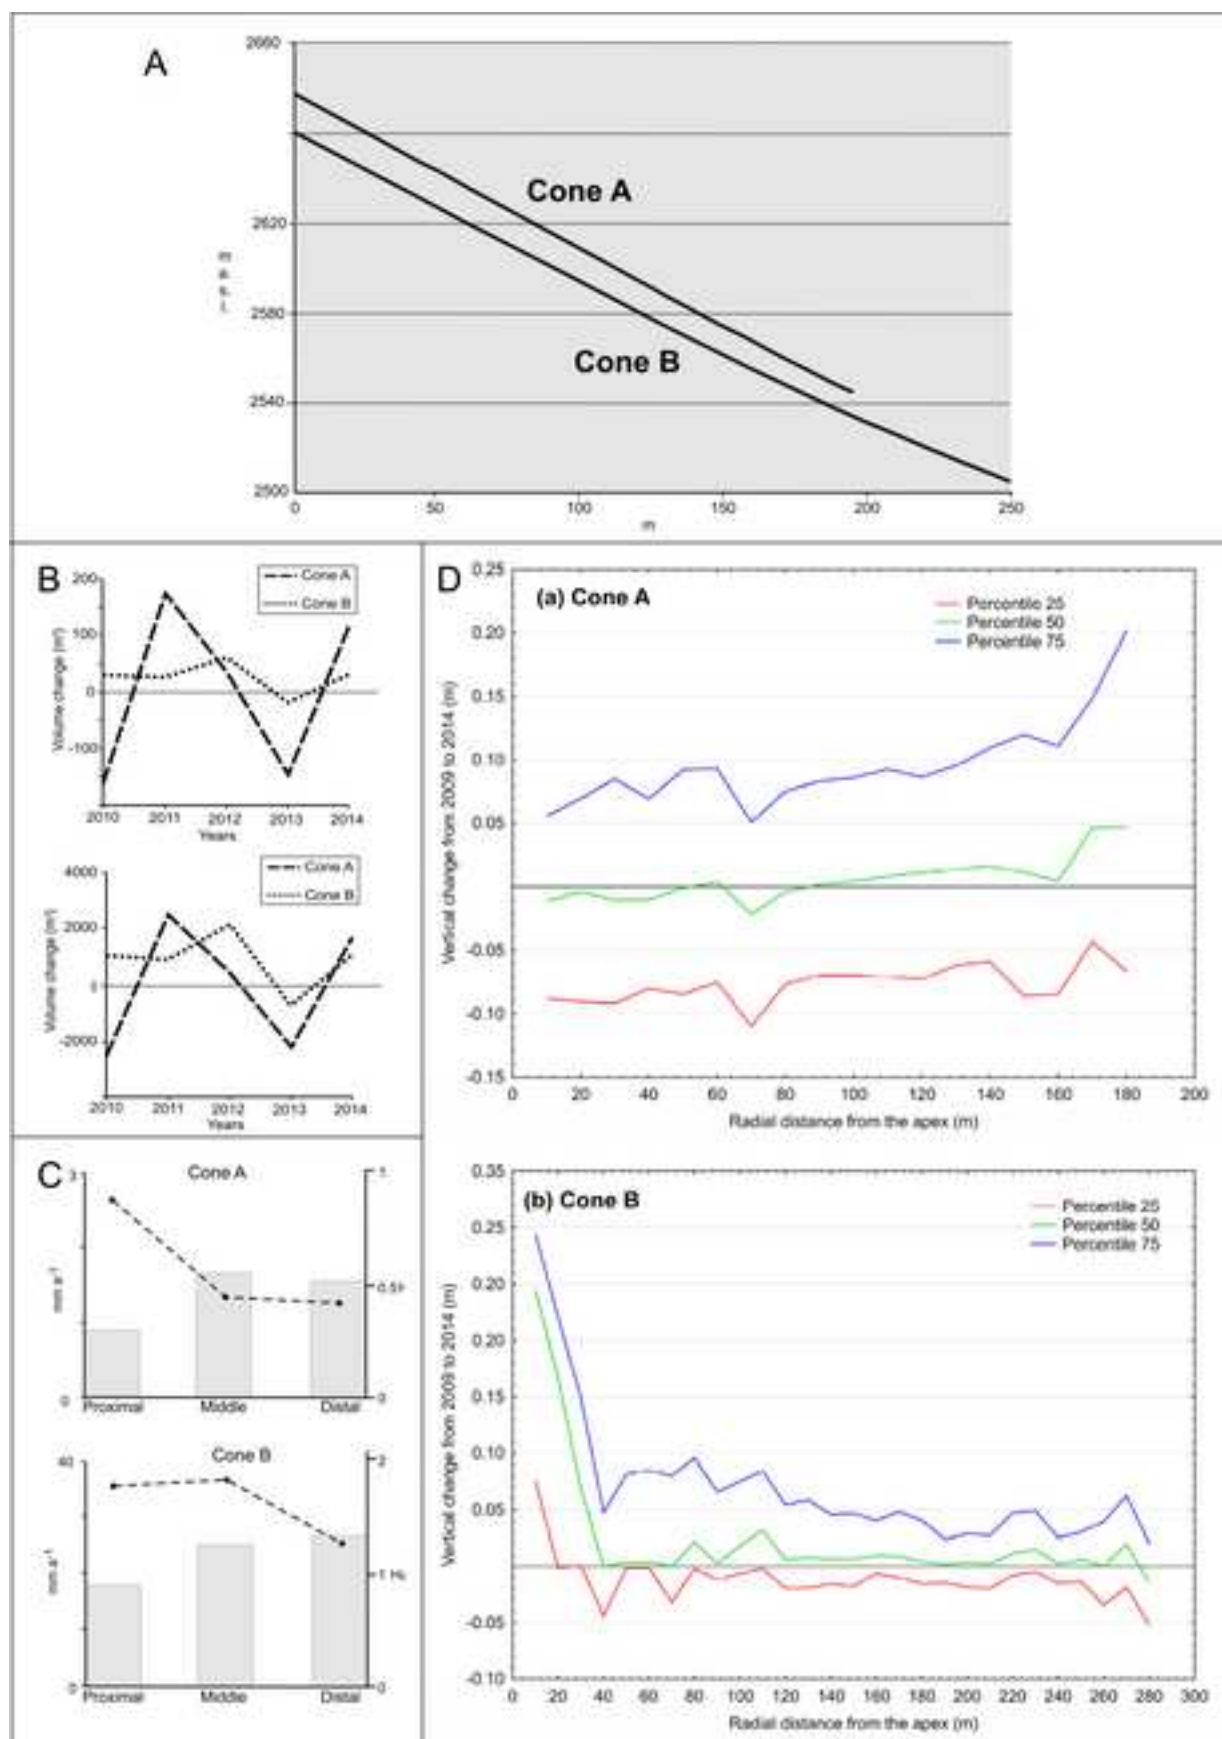 A
2660
2620
2580
2540
2500
m
a.
s.
l.
Cone A
Cone B
0 50 100 150 200 250
m
B
Cone A
Cone B
200
100
0
-100
Volume change (m³)
2010 2011 2012 2013 2014
Years
Cone A
Cone B
4000
2000
0
-2000
Volume change (m³)
2010 2011 2012 2013 2014
Years
C
Cone A
3
0
mm a⁻¹
1
0.5
0
Proximal Middle Distal
Cone B
40
0
mm a⁻¹
2
1
0
Proximal Middle Distal
D
(a) Cone A
Percentile 25
Percentile 50
Percentile 75
0.25
0.20
0.15
0.10
0.05
0
-0.05
-0.10
-0.15
Vertical change from 2009 to 2014 (m)
0 20 40 60 80 100 120 140 160 180 200
Radial distance from the apex (m)
(b) Cone B
Percentile 25
Percentile 50
Percentile 75
0.35
0.30
0.25
0.20
0.15
0.10
0.05
0
-0.05
-0.10
Vertical change from 2009 to 2014 (m)
0 20 40 60 80 100 120 140 160 180 200 220 240 260 280 300
Radial distance from the apex (m)